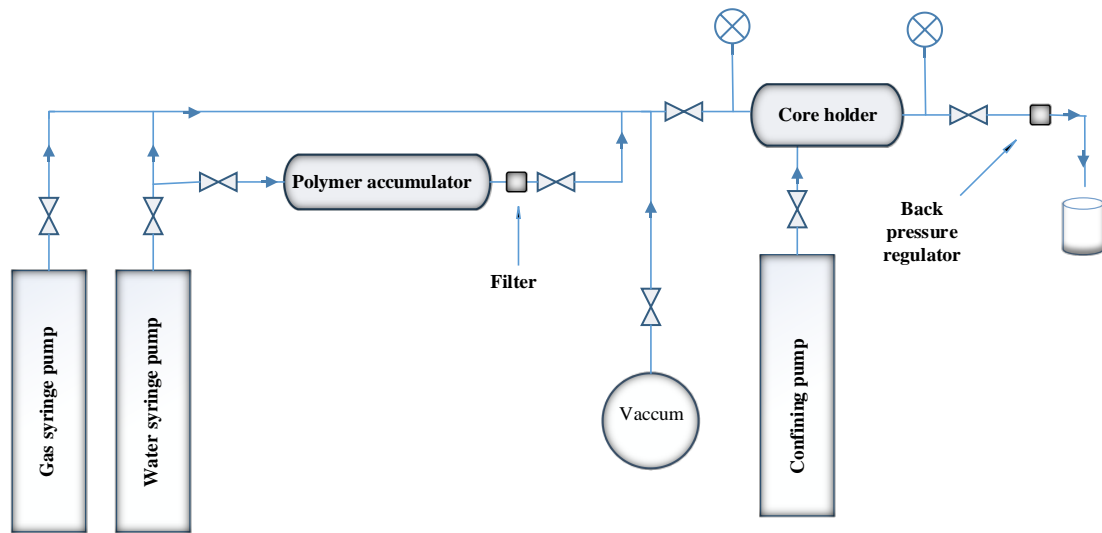 Core holder
Polymer accumulator
Back
pressure
regulator
Filter
Gas syringe pump
Water syringe pump
Vaccum
Confining pump